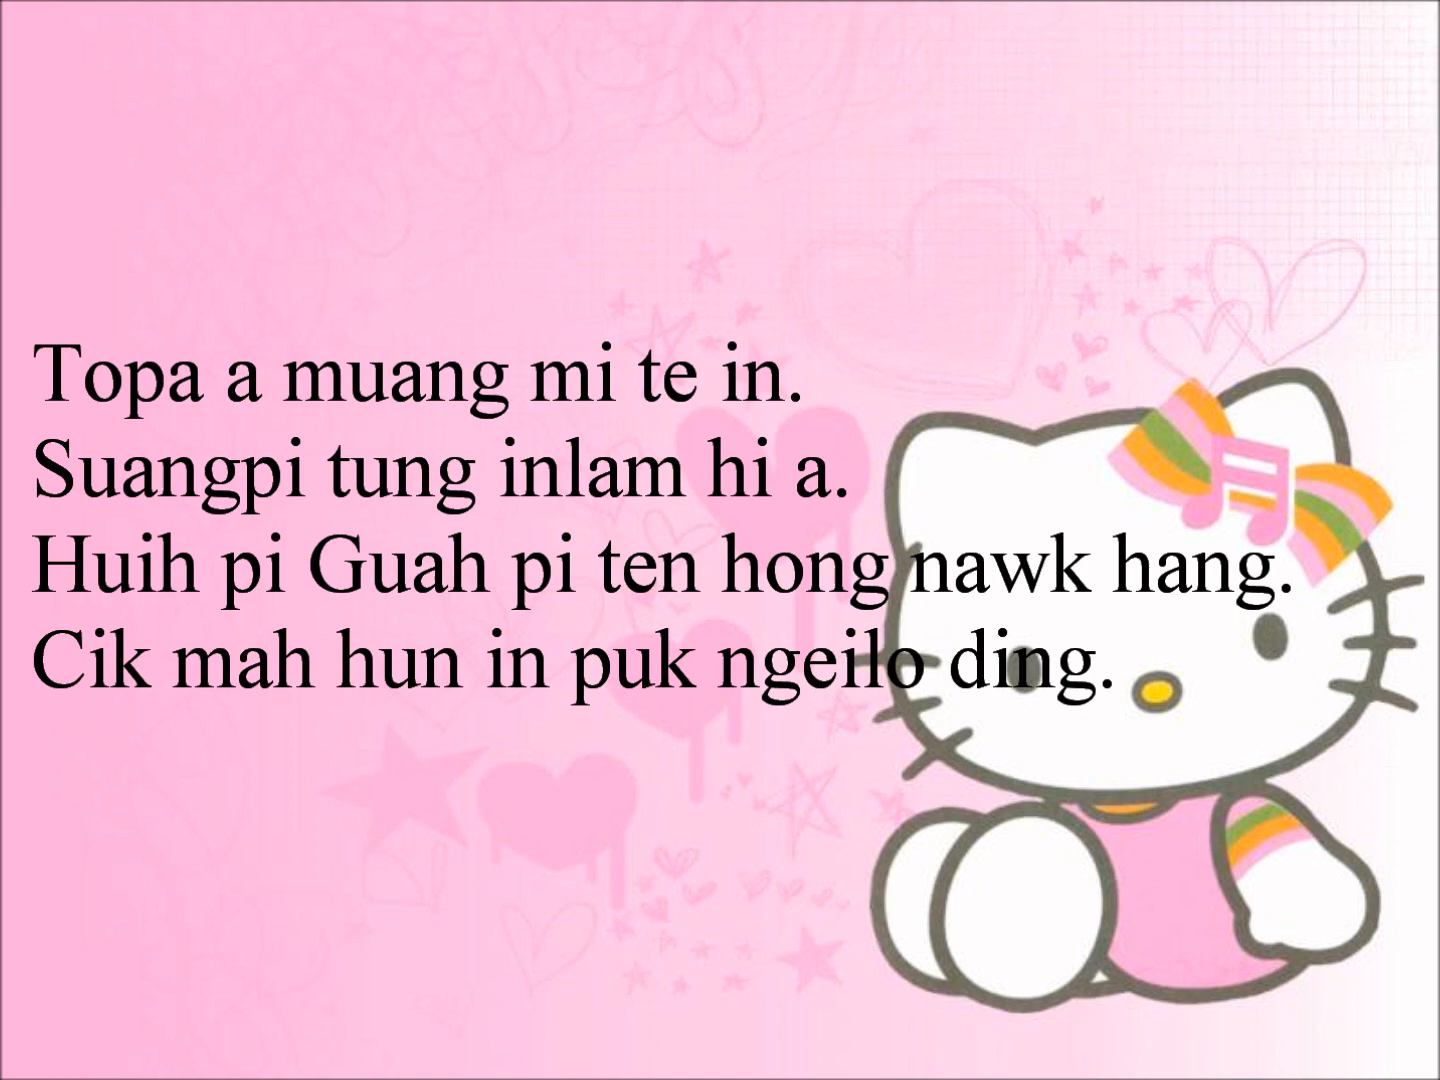 Topa a muang mi te in.
Suangpi tung inlam hi a.
Huih pi Guah pi ten hong nawk hang.
Cik mah hun in puk ngeilo ding.